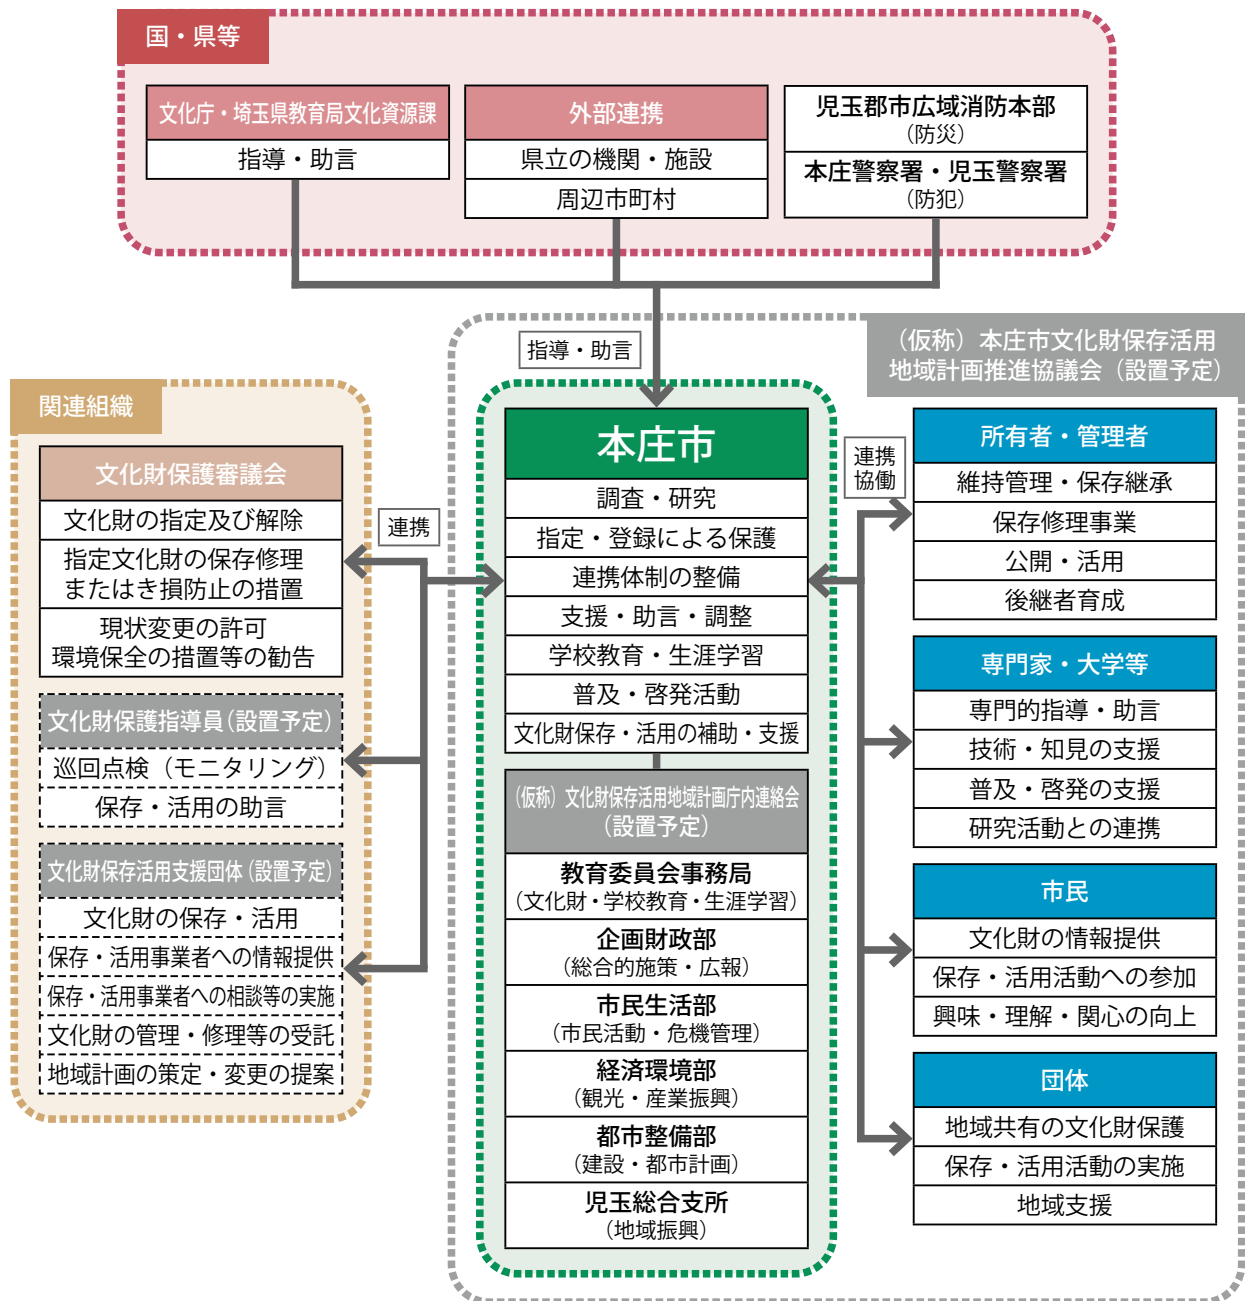 国・県等
文化庁・埼玉県教育局文化資源課
指導・助言
外部連携
県立の機関・施設
周辺市町村
児玉郡市広域消防本部
（防災）
本庄警察署・児玉警察署
（防犯）
指導・助言
（仮称）本庄市文化財保存活用
地域計画推進協議会（設置予定）
関連組織
文化財保護審議会
文化財の指定及び解除
指定文化財の保存修理
またはき損防止の措置
現状変更の許可
環境保全の措置等の勧告
文化財保護指導員（設置予定）
巡回点検（モニタリング）
保存・活用の助言
文化財保存活用支援団体（設置予定）
文化財の保存・活用
保存・活用事業者への情報提供
保存・活用事業者への相談等の実施
文化財の管理・修理等の受託
地域計画の策定・変更の提案
連携
本庄市
調査・研究
指定・登録による保護
連携体制の整備
支援・助言・調整
学校教育・生涯学習
普及・啓発活動
文化財保存・活用の補助・支援
（仮称）文化財保存活用地域計画庁内連絡会
（設置予定）
教育委員会事務局
（文化財・学校教育・生涯学習）
企画財政部
（総合的施策・広報）
市民生活部
（市民活動・危機管理）
経済環境部
（観光・産業振興）
都市整備部
（建設・都市計画）
児玉総合支所
（地域振興）
連携
協働
所有者・管理者
維持管理・保存継承
保存修理事業
公開・活用
後継者育成
専門家・大学等
専門的指導・助言
技術・知見の支援
普及・啓発の支援
研究活動との連携
市民
文化財の情報提供
保存・活用活動への参加
興味・理解・関心の向上
団体
地域共有の文化財保護
保存・活用活動の実施
地域支援